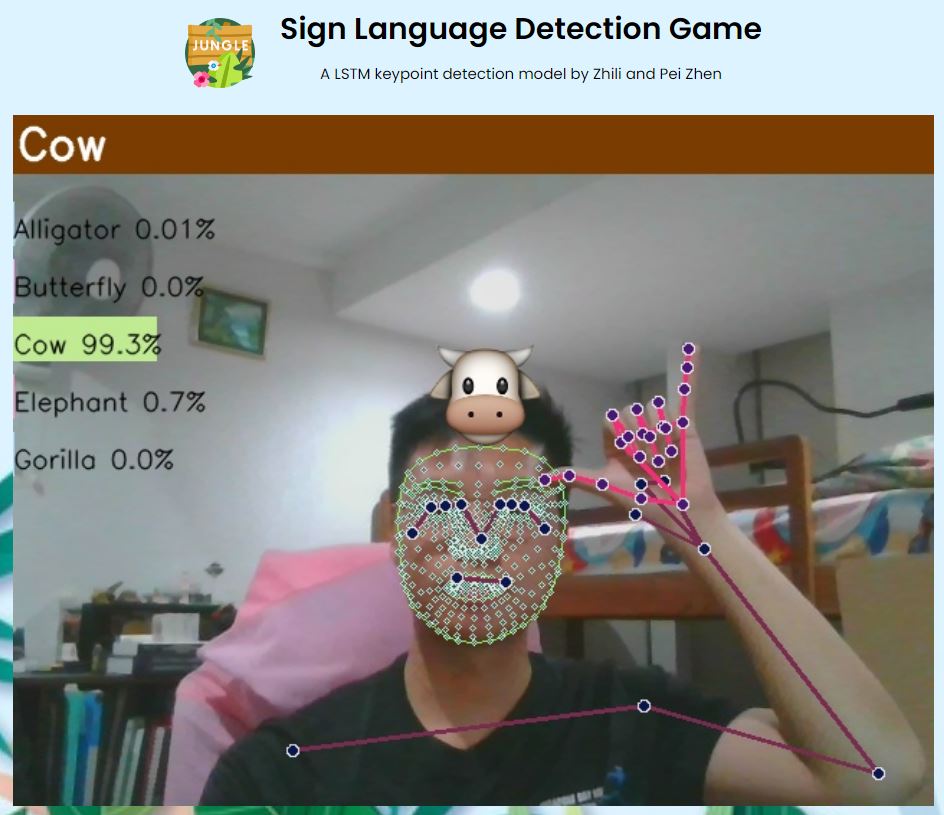 JUNGLE
Sign Language Detection Game
A LSTM keypoint detection model by Zhili and Pei Zhen
Cow
Alligator 0.01%
Butterfly 0.0%
Cow 99.3%
Elephant 0.7%
Gorilla 0.0%